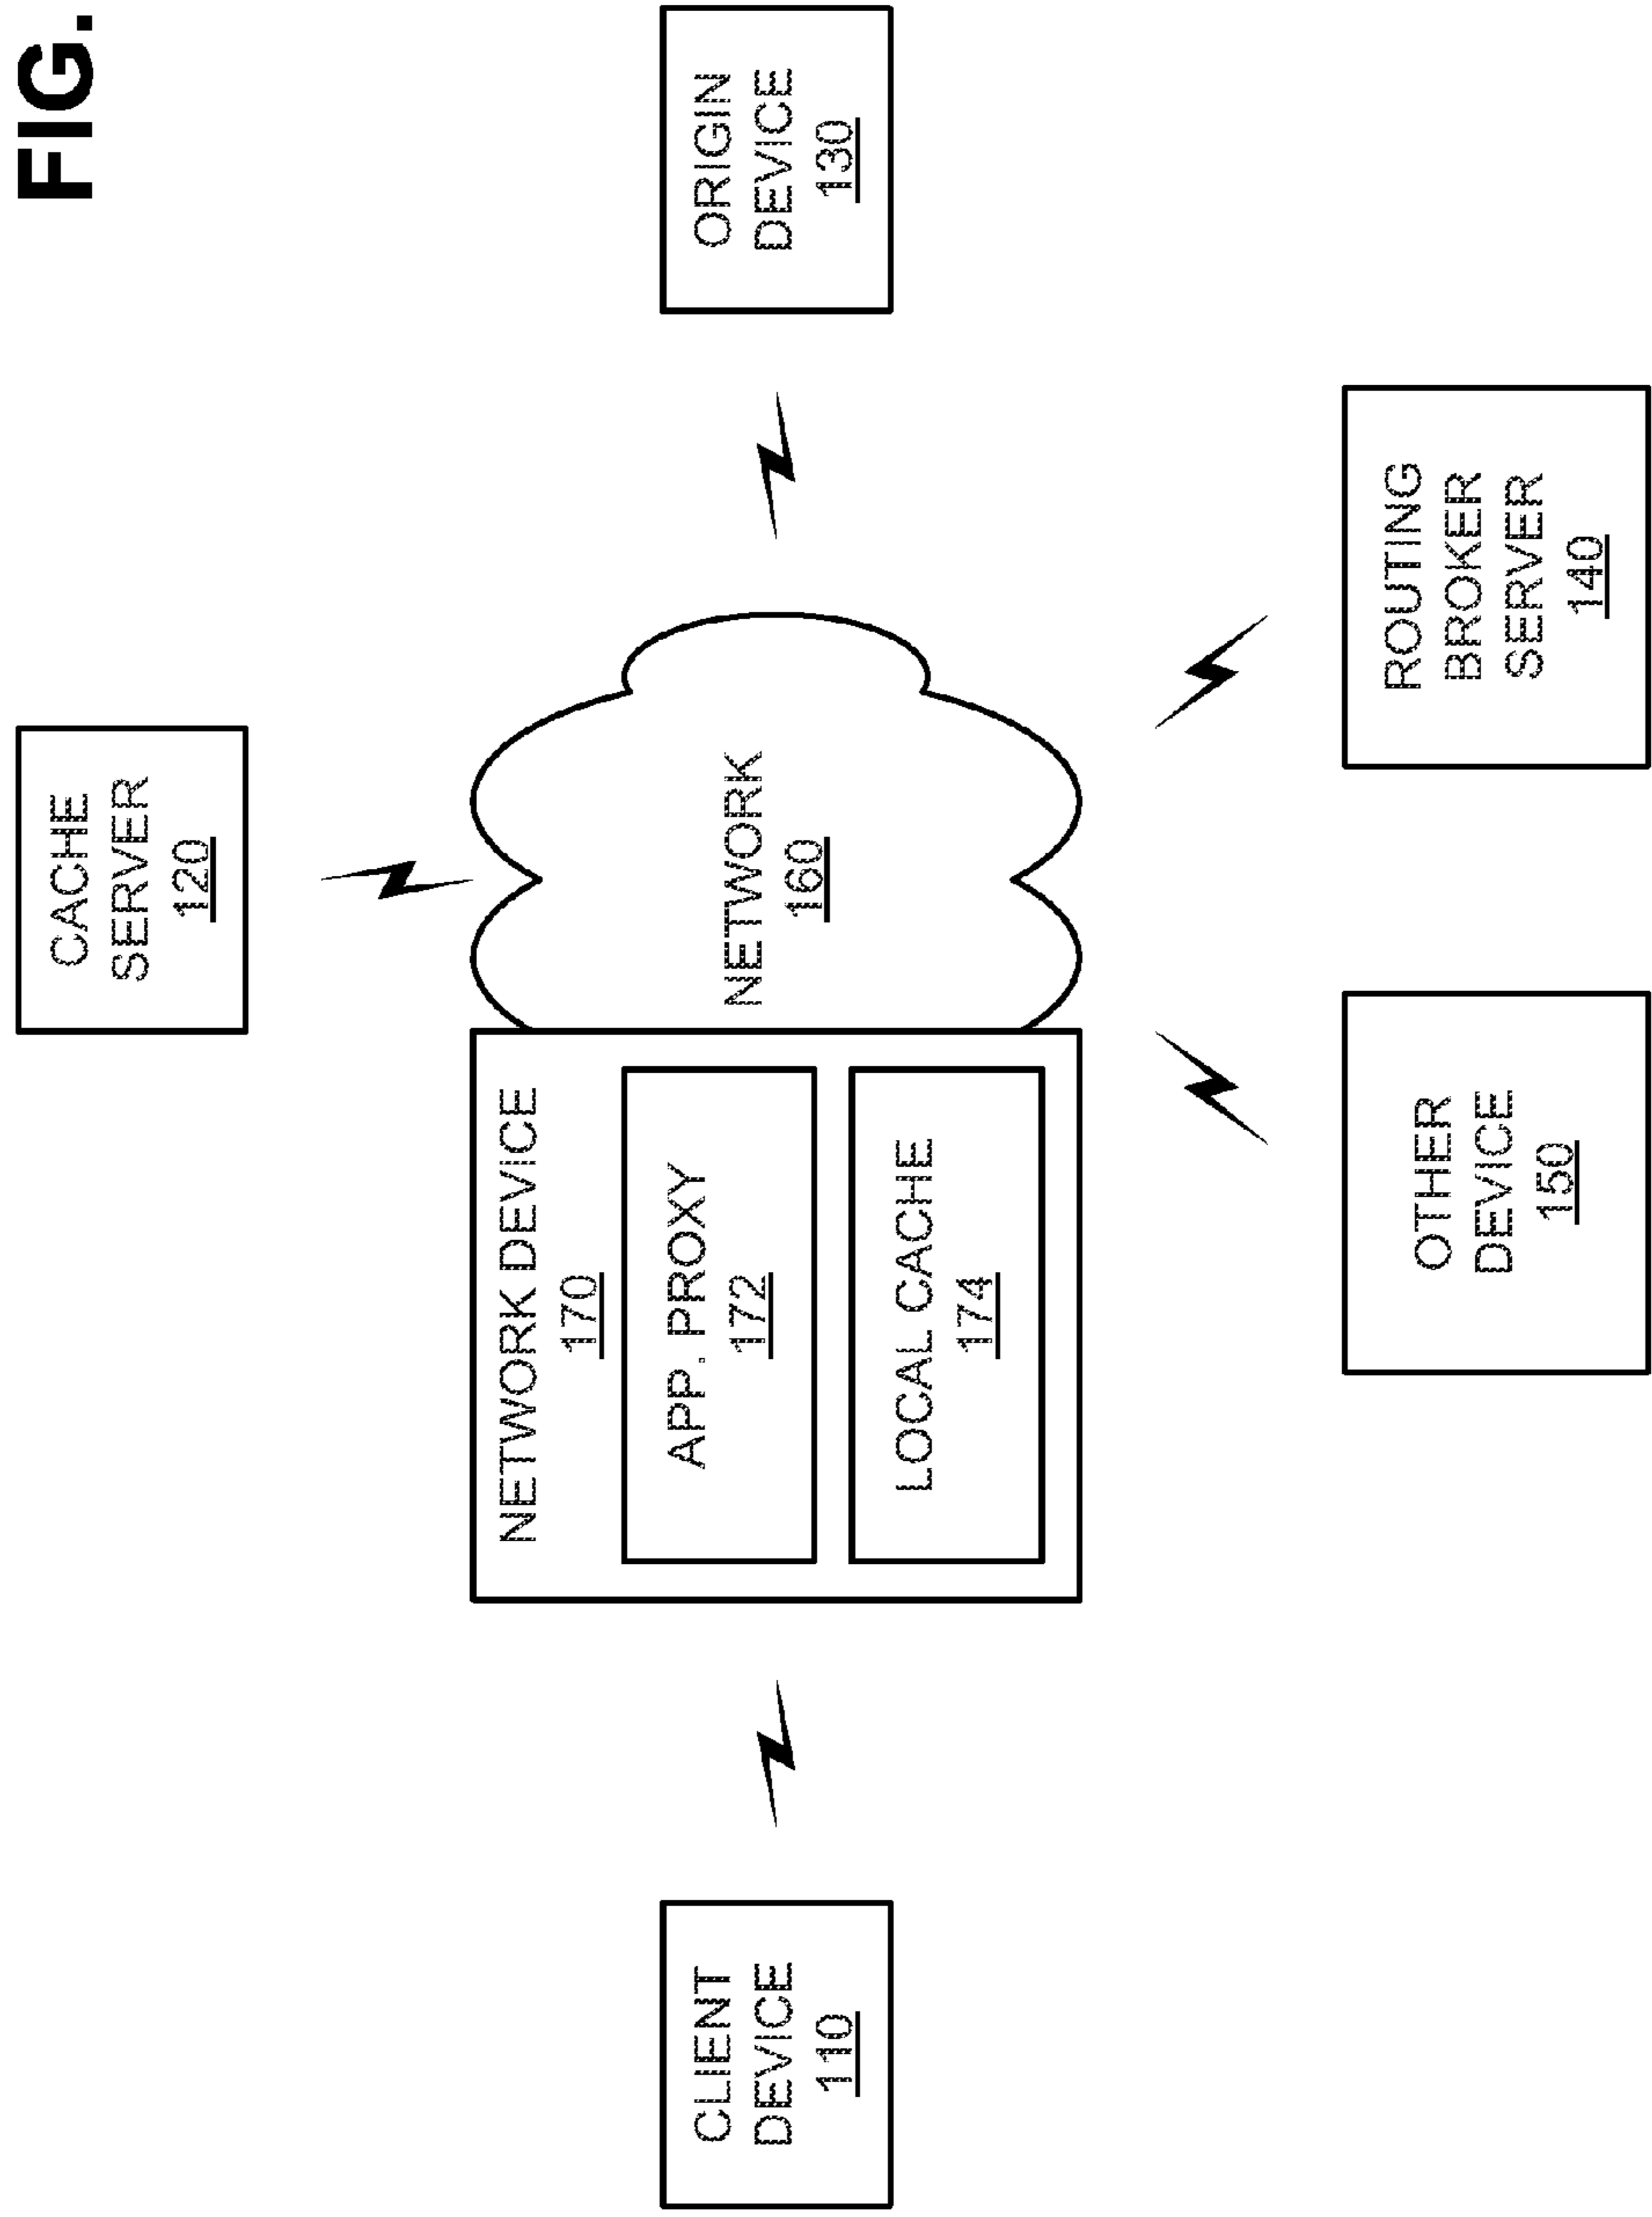 FIG.
CACHE
SERVER
120
NETWORK DEVICE
170
APP. PROXY
172
LOCAL CACHE
174
NETWORK
160
CLIENT
DEVICE
110
ORIGIN
DEVICE
130
OTHER
DEVICE
150
ROUTING
BROKER
SERVER
140